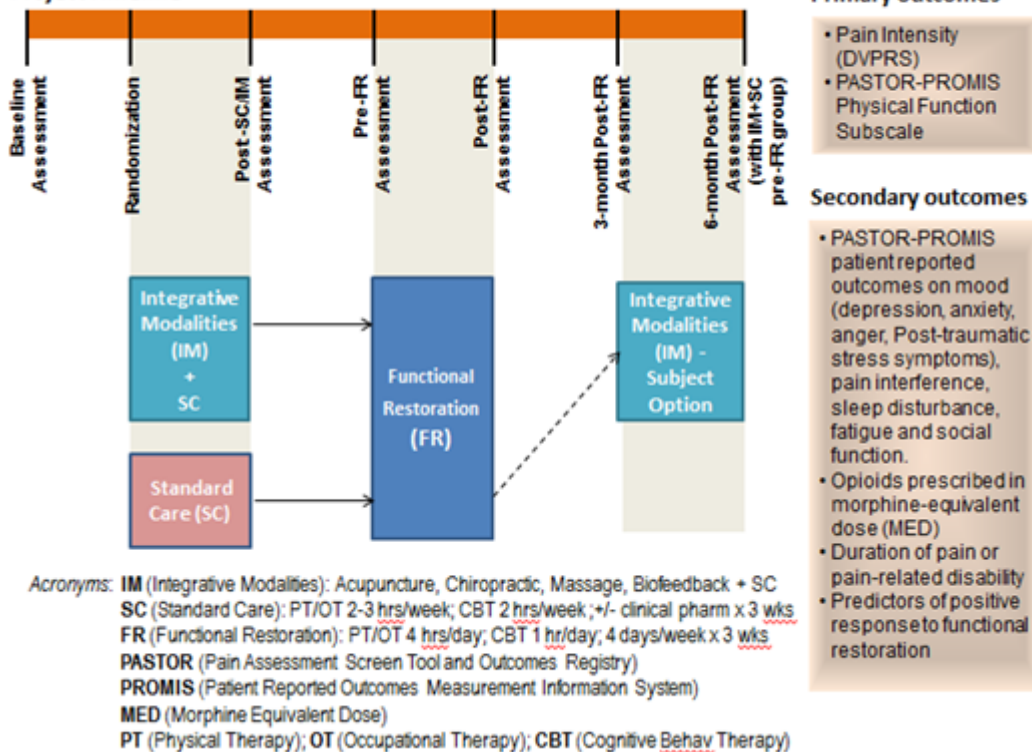 Primary outcomes
• Pain Intensity
(DVPRS)
• PASTOR-PROMIS
Physical Function
Subscale
Baseline
Assessment
Randomization
Post -SC/IM
Assessment
Pre-FR
Assessment
Post-FR
Assessment
3-month Post-FR
Assessment
6-month Post-FR
Assessment
(with IM+SC
pre-FR group)
Integrative
Modalities
(IM)
+
SC
Standard
Care (SC)
Functional
Restoration
(FR)
Integrative
Modalities
(IM) -
Subject
Option
Secondary outcomes
• PASTOR-PROMIS
patient reported
outcomes on mood
(depression, anxiety,
anger, Post-traumatic
stress symptoms),
pain interference,
sleep disturbance,
fatigue and social
function.
• Opioids prescribed in
morphine-equivalent
dose (MED)
• Duration of pain or
pain-related disability
• Predictors of positive
response to functional
restoration
Acronyms: IM (Integrative Modalities): Acupuncture, Chiropractic, Massage, Biofeedback + SC
SC (Standard Care): PT/OT 2-3 hrs/week; CBT 2 hrs/week ;+/- clinical pharm x 3 wks
FR (Functional Restoration): PT/OT 4 hrs/day; CBT 1 hr/day; 4 days/week x 3 wks
PASTOR (Pain Assessment Screen Tool and Outcomes Registry)
PROMIS (Patient Reported Outcomes Measurement Information System)
MED (Morphine Equivalent Dose)
PT (Physical Therapy); OT (Occupational Therapy); CBT (Cognitive Behav Therapy)